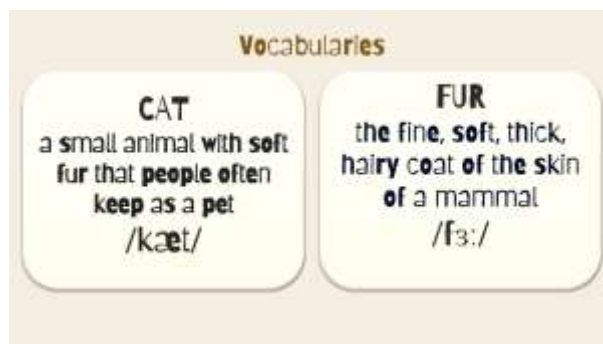 Vocabularies
CAT
a small animal with soft
fur that people often
keep as a pet
/kæt/
FUR
the fine, soft, thick,
hairy coat of the skin
of a mammal
/fɜː/